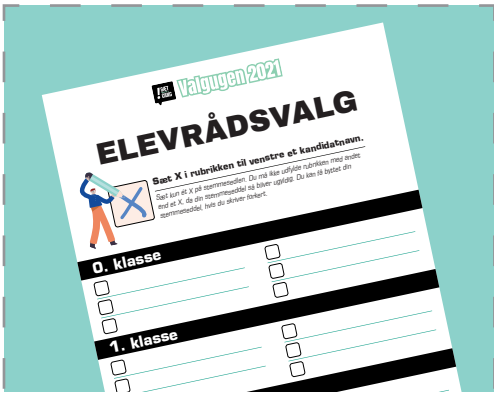 Valgugen 2021
ELEVRÅDSVALG
Sæt X i rubrikken til venstre et kandidatnavn.
Sæt kun ét X på stemmesedlen. Du må ikke udfylde rubrikken med andet
end et X, da din stemmeseddel så bliver ugyldig. Du kan få byttet din
stemmeseddel, hvis du skriver forkert.
0. klasse
1. klasse